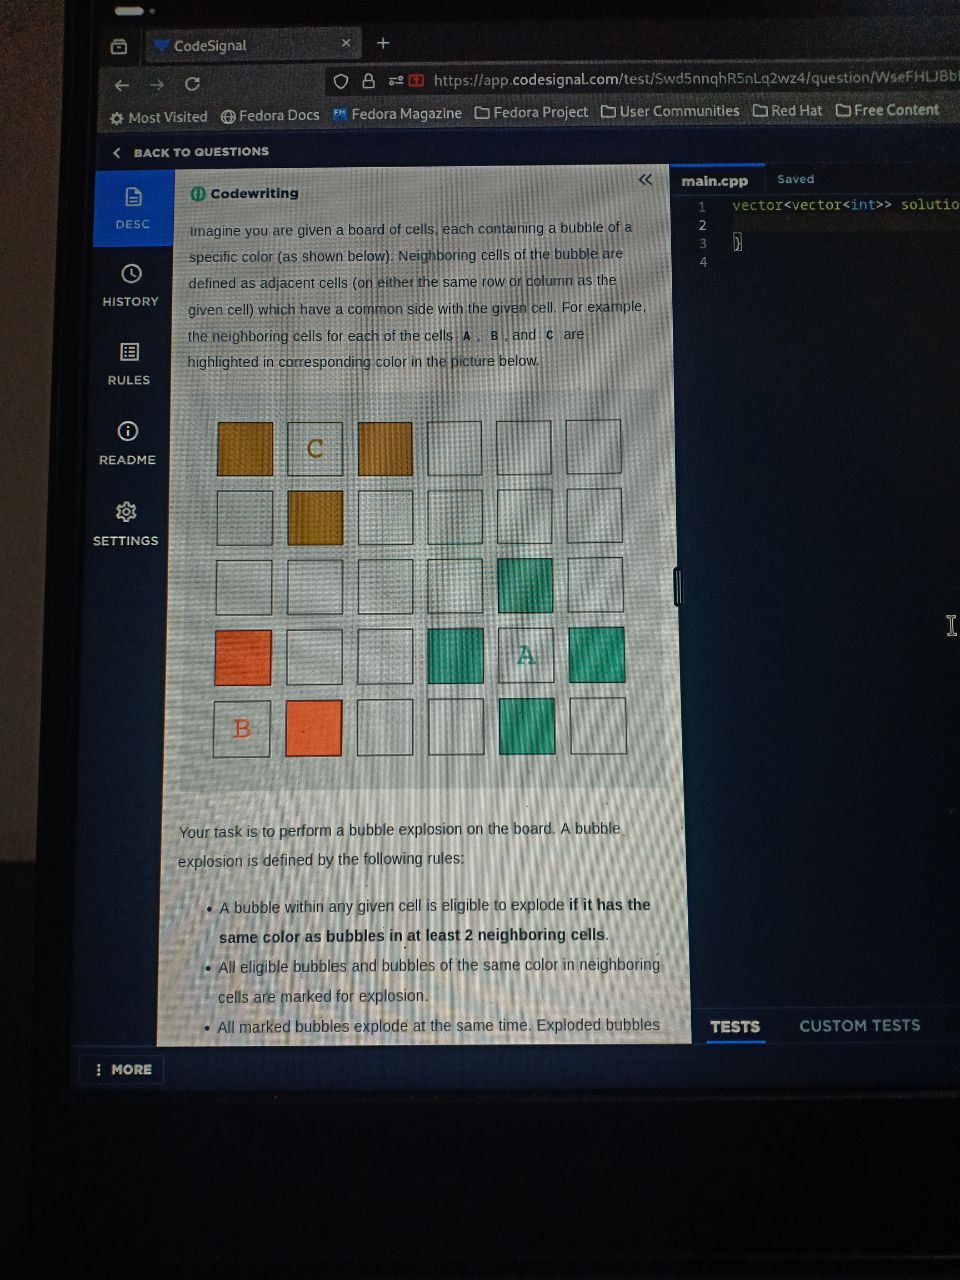 CodeSignal
https://app.codesignal.com/test/Swd5nnqhR5nLq2wz4/question/WseFHLJBb
Most Visited Fedora Docs Fedora Magazine Fedora Project User Communities Red Hat Free Content
BACK TO QUESTIONS
DESC
HISTORY
RULES
README
SETTINGS
Codewriting
Imagine you are given a board of cells, each containing a bubble of a
specific color (as shown below). Neighboring cells of the bubble are
defined as adjacent cells (on either the same row or column as the
given cell) which have a common side with the given cell. For example,
the neighboring cells for each of the cells A , B , and C are
highlighted in corresponding color in the picture below.
C
A
B
Your task is to perform a bubble explosion on the board. A bubble
explosion is defined by the following rules:
• A bubble within any given cell is eligible to explode if it has the
same color as bubbles in at least 2 neighboring cells.
• All eligible bubbles and bubbles of the same color in neighboring
cells are marked for explosion.
• All marked bubbles explode at the same time. Exploded bubbles
main.cpp Saved
1 vector<vector<int>> solutio
2
3 }
4
TESTS CUSTOM TESTS
MORE